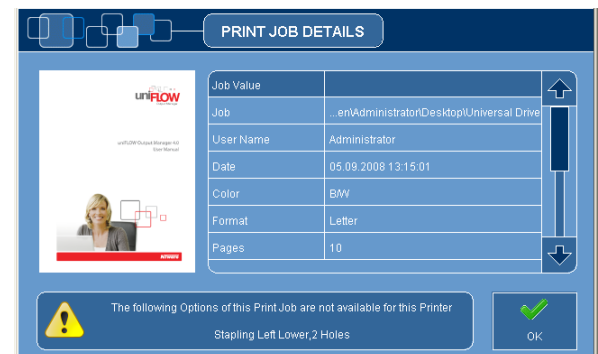 PRINT JOB DETAILS
uniFLOW
uniFLOW Output Manager 4.0
User Manual
Job Value
Job ...en\Administrator\Desktop\Universal Drive
User Name Administrator
Date 05.09.2008 13:15:01
Color B/W
Format Letter
Pages 10
The following Options of this Print Job are not available for this Printer
Stapling Left Lower,2 Holes
OK